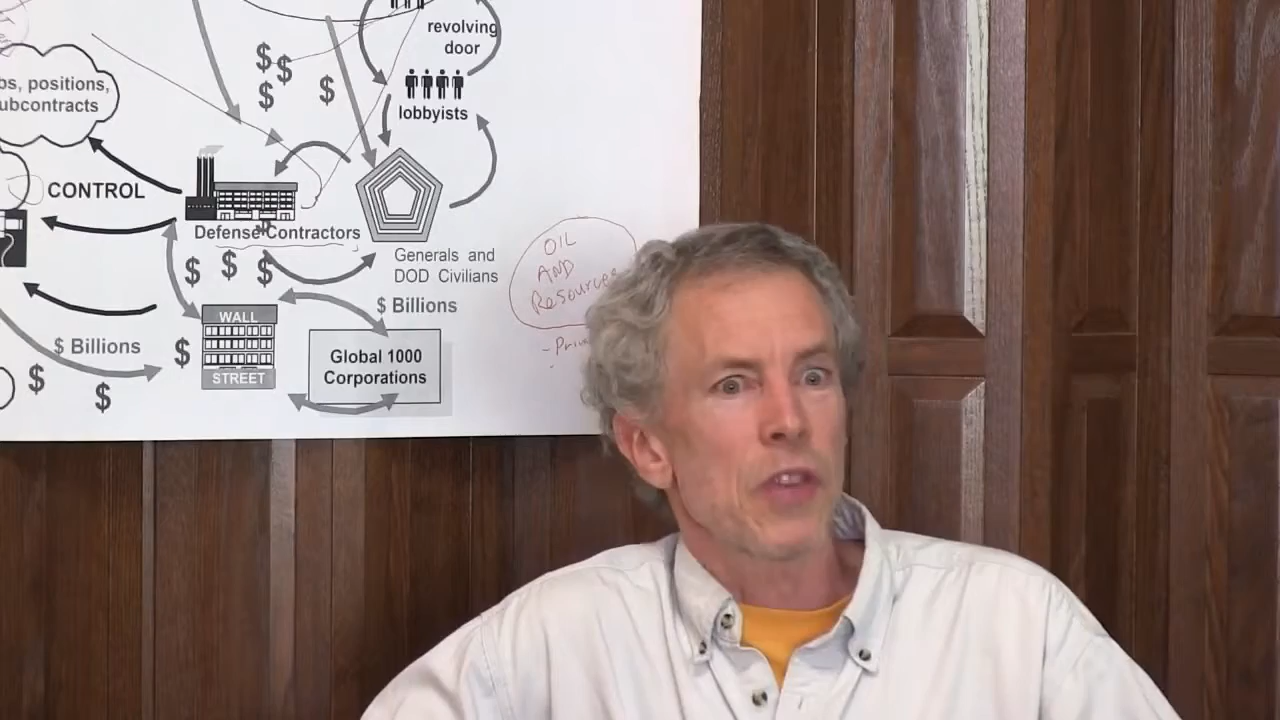 revolving
door
$
$
$
$
bs, positions,
ubcontracts
lobbyists
CONTROL
Defense Contractors
$ $ $
Generals and
DOD Civilians
OIL
AND
Resources
$ Billions
WALL
STREET
$ Billions
$
Global 1000
Corporations
$
$